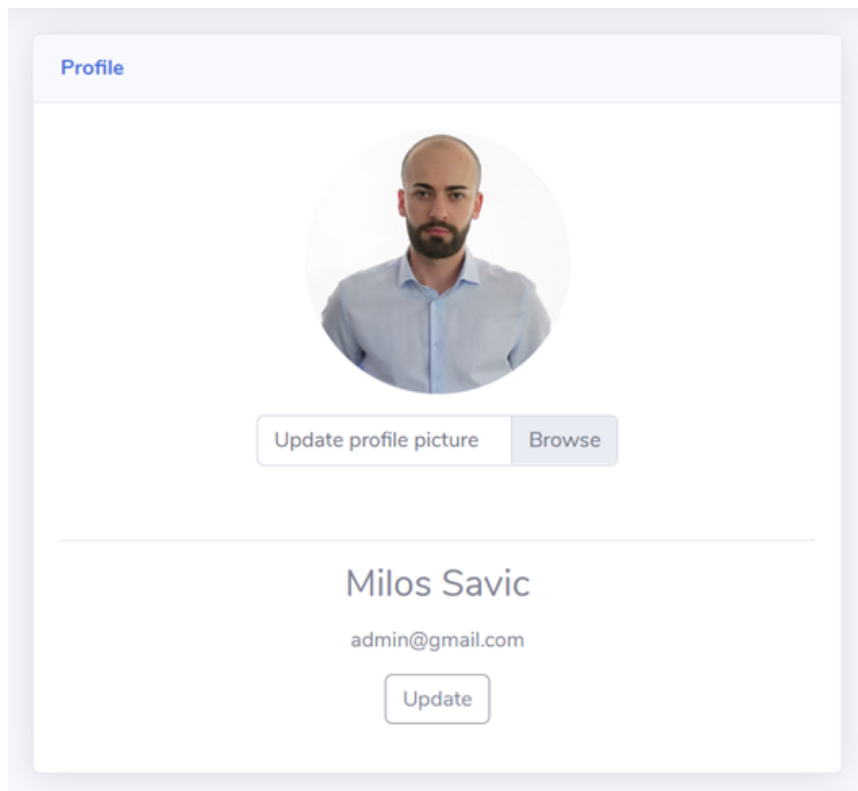 Profile
Update profile picture Browse
Milos Savic
admin@gmail.com
Update